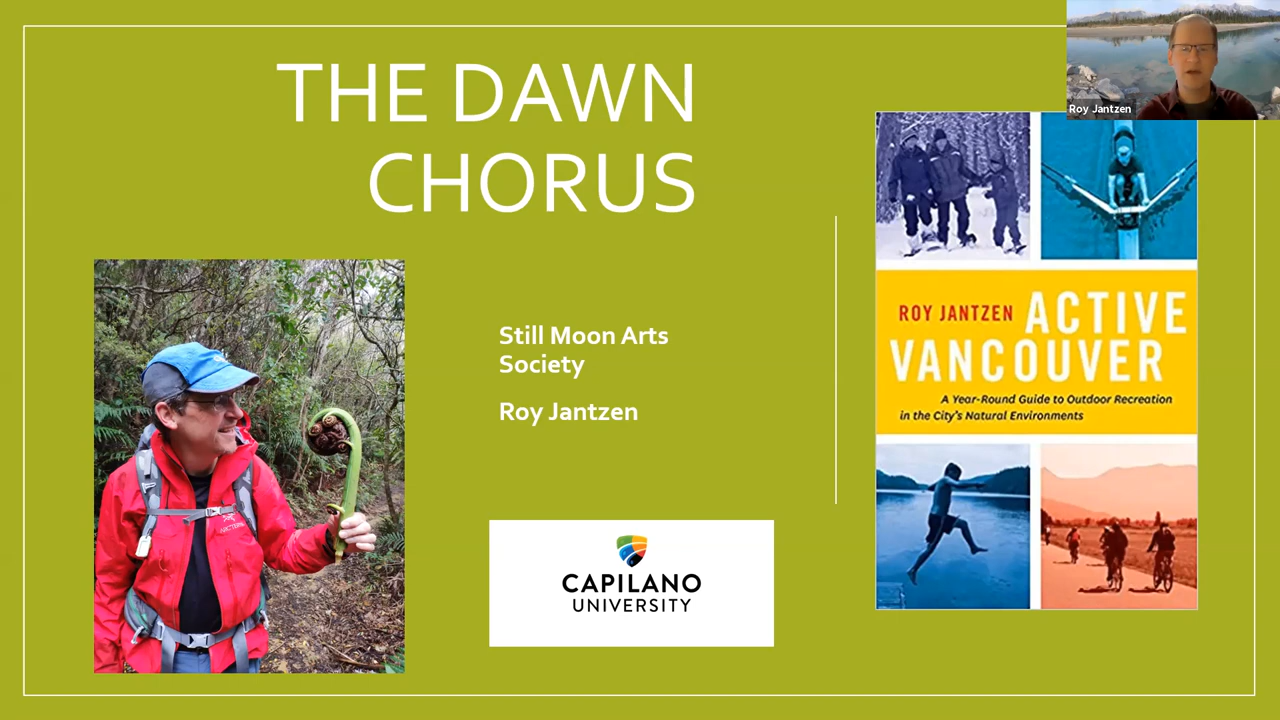 THE DAWN
CHORUS
Roy Jantzen
Still Moon Arts
Society
Roy Jantzen
CAPILANO
UNIVERSITY
ROY JANTZEN ACTIVE
VANCOUVER
A Year-Round Guide to Outdoor Recreation
in the City's Natural Environments